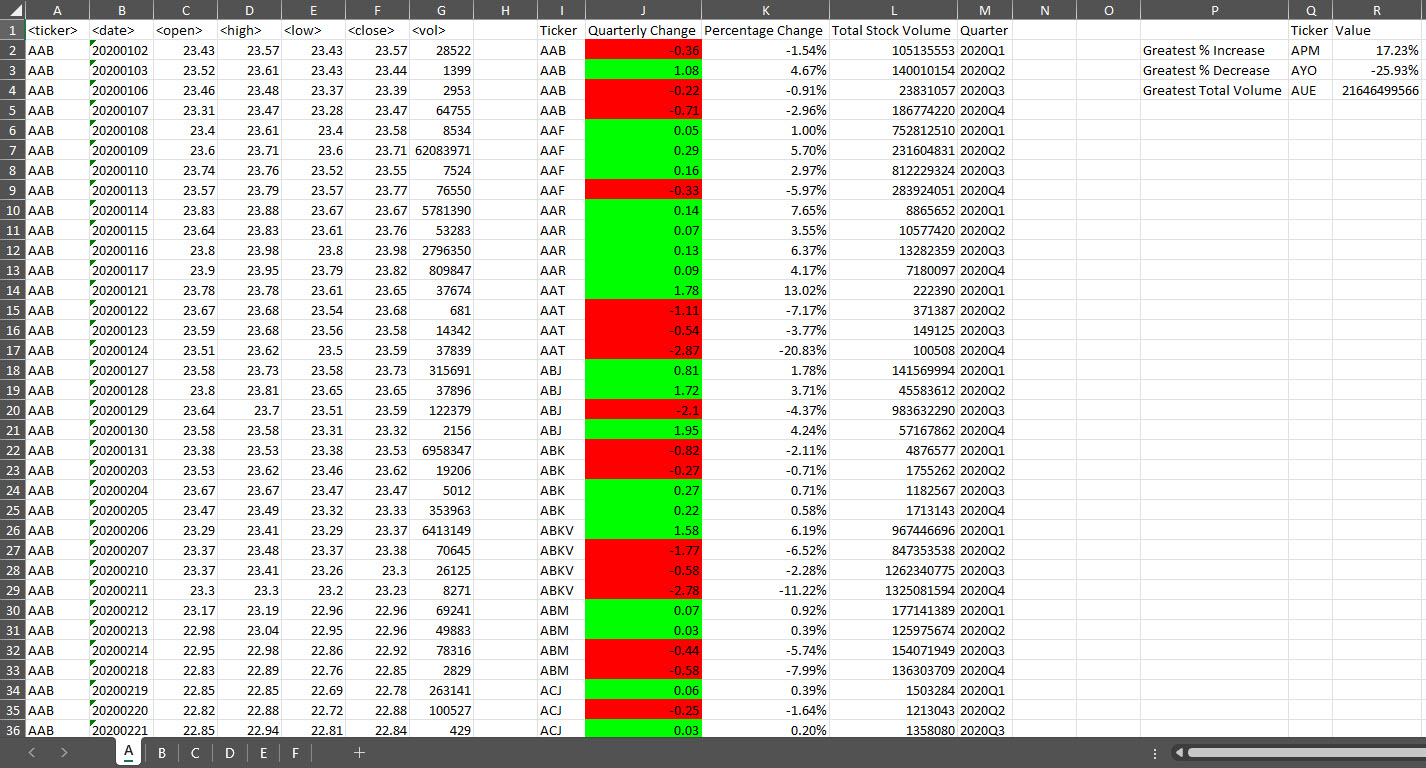 A B C D E F G H I J K L M N O P Q R
1 <ticker> <date> <open> <high> <low> <close> <vol> Ticker Quarterly Change Percentage Change Total Stock Volume Quarter Ticker Value
2 AAB 20200102 23.43 23.57 23.43 23.57 28522 AAB -0.36 -1.54% 105135553 2020Q1 Greatest % Increase APM 17.23%
3 AAB 20200103 23.52 23.61 23.43 23.44 1399 AAB 1.08 4.67% 140010154 2020Q2 Greatest % Decrease AYO -25.93%
4 AAB 20200106 23.46 23.48 23.37 23.39 2953 AAB -0.22 -0.91% 23831057 2020Q3 Greatest Total Volume AUE 21646499566
5 AAB 20200107 23.31 23.47 23.28 23.47 64755 AAB -0.71 -2.96% 186774220 2020Q4
6 AAB 20200108 23.4 23.61 23.4 23.58 8534 AAF 0.05 1.00% 752812510 2020Q1
7 AAB 20200109 23.6 23.71 23.6 23.71 62083971 AAF 0.29 5.70% 231604831 2020Q2
8 AAB 20200110 23.74 23.76 23.52 23.55 7524 AAF 0.16 2.97% 812229324 2020Q3
9 AAB 20200113 23.57 23.79 23.57 23.77 76550 AAF -0.33 -5.97% 283924051 2020Q4
10 AAB 20200114 23.83 23.88 23.67 23.67 5781390 AAR 0.14 7.65% 8865652 2020Q1
11 AAB 20200115 23.64 23.83 23.61 23.76 53283 AAR 0.07 3.55% 10577420 2020Q2
12 AAB 20200116 23.8 23.98 23.8 23.98 2796350 AAR 0.13 6.37% 13282359 2020Q3
13 AAB 20200117 23.9 23.95 23.79 23.82 809847 AAR 0.09 4.17% 7180097 2020Q4
14 AAB 20200121 23.78 23.78 23.61 23.65 37674 AAT 1.78 13.02% 222390 2020Q1
15 AAB 20200122 23.67 23.68 23.54 23.68 681 AAT -1.11 -7.17% 371387 2020Q2
16 AAB 20200123 23.59 23.68 23.56 23.58 14342 AAT -0.54 -3.77% 149125 2020Q3
17 AAB 20200124 23.51 23.62 23.5 23.59 37839 AAT -2.87 -20.83% 100508 2020Q4
18 AAB 20200127 23.58 23.73 23.58 23.73 315691 ABJ 0.81 1.78% 141569994 2020Q1
19 AAB 20200128 23.8 23.81 23.65 23.65 37896 ABJ 1.72 3.71% 45583612 2020Q2
20 AAB 20200129 23.64 23.7 23.51 23.59 122379 ABJ -2.1 -4.37% 983632290 2020Q3
21 AAB 20200130 23.58 23.58 23.31 23.32 2156 ABJ 1.95 4.24% 57167862 2020Q4
22 AAB 20200131 23.38 23.53 23.38 23.53 6958347 ABK -0.82 -2.11% 4876577 2020Q1
23 AAB 20200203 23.53 23.62 23.46 23.62 19206 ABK -0.27 -0.71% 1755262 2020Q2
24 AAB 20200204 23.67 23.67 23.47 23.47 5012 ABK 0.27 0.71% 1182567 2020Q3
25 AAB 20200205 23.47 23.49 23.32 23.33 353963 ABK 0.22 0.58% 1713143 2020Q4
26 AAB 20200206 23.29 23.41 23.29 23.37 6413149 ABKV 1.58 6.19% 967446696 2020Q1
27 AAB 20200207 23.37 23.48 23.37 23.38 70645 ABKV -1.77 -6.52% 847353538 2020Q2
28 AAB 20200210 23.37 23.41 23.26 23.3 26125 ABKV -0.58 -2.28% 1262340775 2020Q3
29 AAB 20200211 23.3 23.3 23.2 23.23 8271 ABKV -2.78 -11.22% 1325081594 2020Q4
30 AAB 20200212 23.17 23.19 22.96 22.96 69241 ABM 0.07 0.92% 177141389 2020Q1
31 AAB 20200213 22.98 23.04 22.95 22.96 49883 ABM 0.03 0.39% 125975674 2020Q2
32 AAB 20200214 22.95 22.98 22.86 22.92 78316 ABM -0.44 -5.74% 154071949 2020Q3
33 AAB 20200218 22.83 22.89 22.76 22.85 2829 ABM -0.58 -7.99% 136303709 2020Q4
34 AAB 20200219 22.85 22.85 22.69 22.78 263141 ACJ 0.06 0.39% 1503284 2020Q1
35 AAB 20200220 22.82 22.88 22.72 22.88 100527 ACJ -0.25 -1.64% 1213043 2020Q2
36 AAB 20200221 22.85 22.94 22.81 22.84 429 ACJ 0.03 0.20% 1358080 2020Q3
A B C D E F